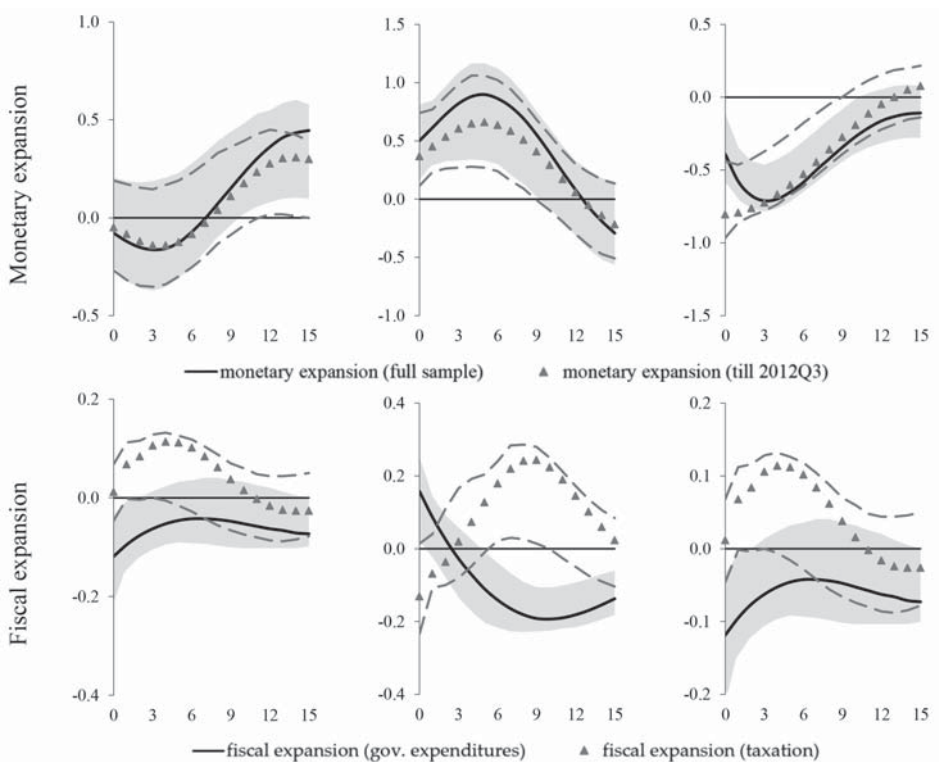 Monetary expansion
1.0
0.5
0.0
-0.5
0 3 6 9 12 15
1.5
1.0
0.5
0.0
0.5
1.0
0 3 6 9 12 15
0.5
0.0
-0.5
-1.0
-1.5
0 3 6 9 12 15
monetary expansion (full sample) monetary expansion (till 2012Q3)
Fiscal expansion
0.2
0.0
-0.2
-0.4
0 3 6 9 12 15
0.4
0.2
0.0
-0.2
-0.4
0 3 6 9 12 15
0.2
0.1
0.0
-0.1
-0.2
0 3 6 9 12 15
fiscal expansion (gov. expenditures) fiscal expansion (taxation)